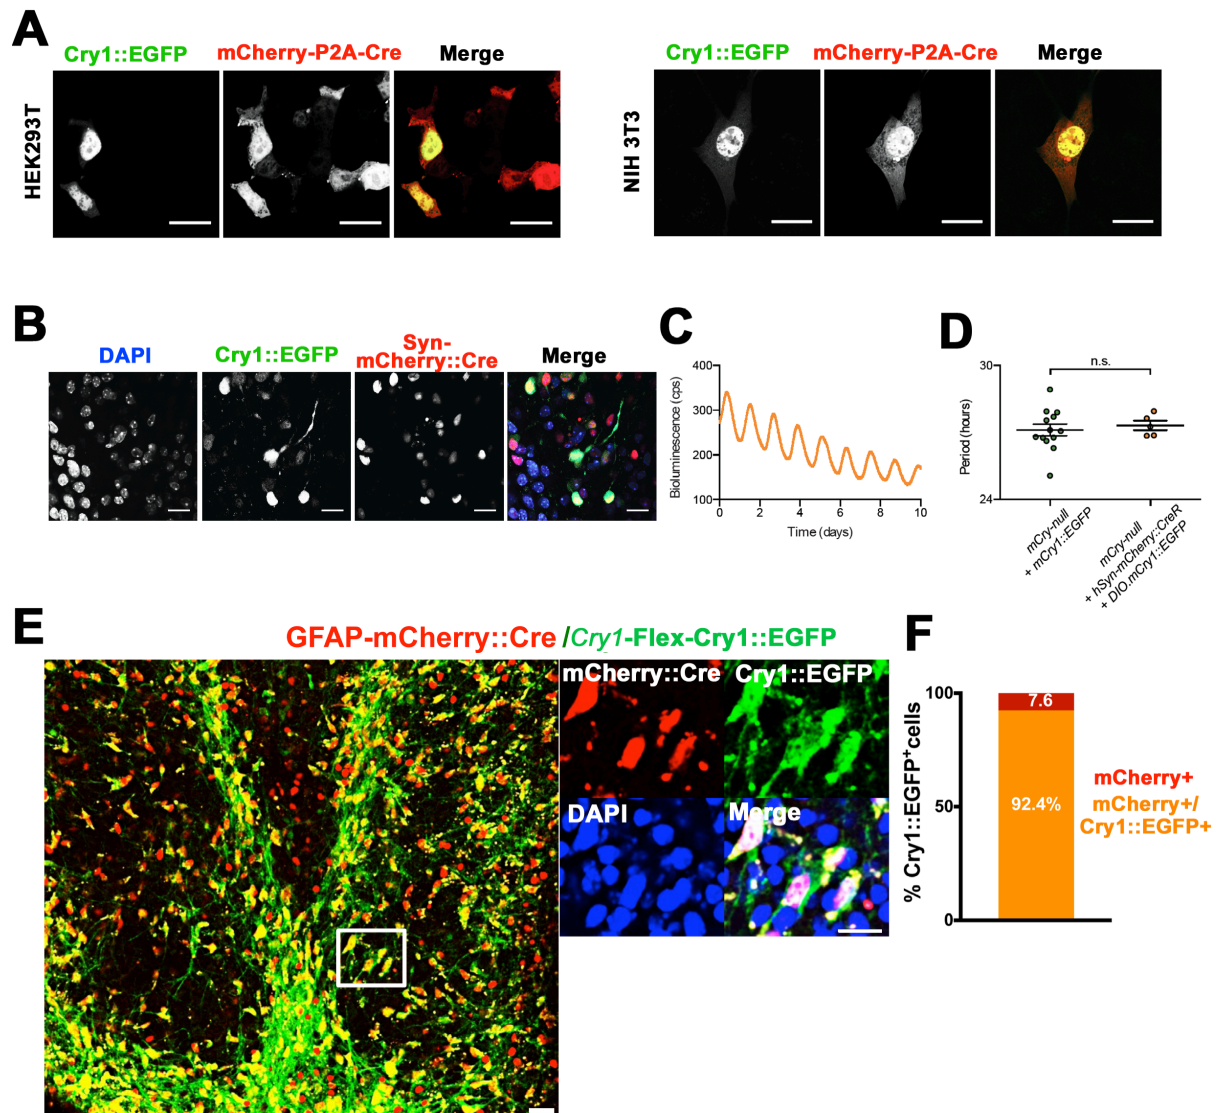 A
Cry1::EGFP mCherry-P2A-Cre Merge
HEK293T
Cry1::EGFP mCherry-P2A-Cre Merge
NIH 3T3
B
DAPI Cry1::EGFP Syn-
mCherry::Cre Merge
C
400
300
200
100
Bioluminescence (cps)
0 2 4 6 8 10
Time (days)
D
30
24
Period (hours)
n.s.
mCry-null
+ mCry1::EGFP
mCry-null
+ hSyn-mCherry::CreR
+ DIO.mCry1::EGFP
E
GFAP-mCherry::Cre /Cry1-Flex-Cry1::EGFP
mCherry::Cre Cry1::EGFP
DAPI Merge
F
% Cry1::EGFP+cells
100
50
0
7.6
92.4%
mCherry+
mCherry+/
Cry1::EGFP+